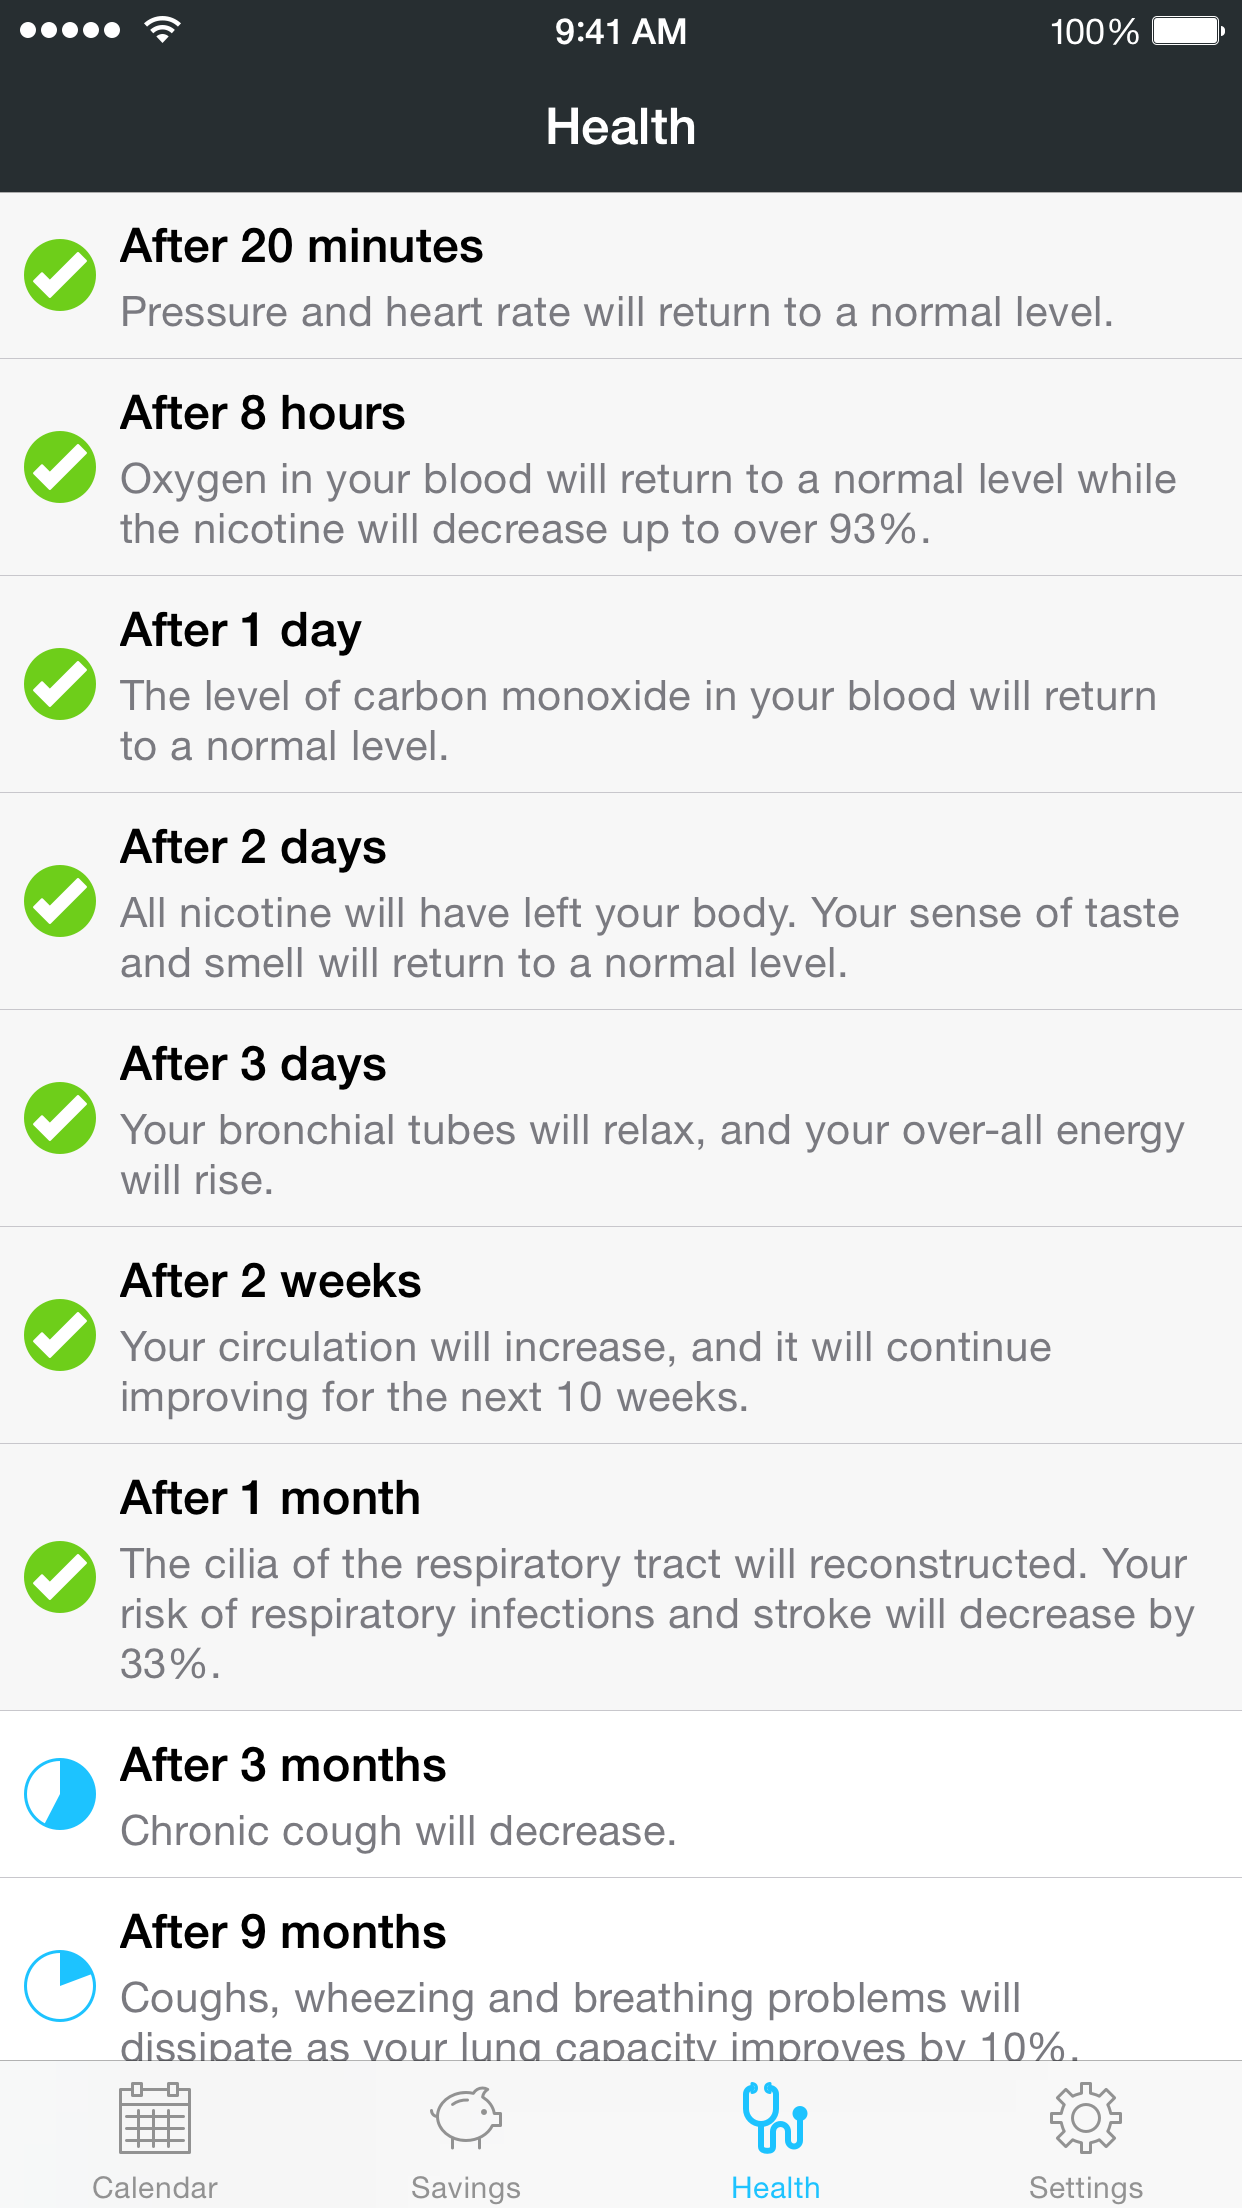 9:41 AM
100%
Health
After 20 minutes
Pressure and heart rate will return to a normal level.
After 8 hours
Oxygen in your blood will return to a normal level while
the nicotine will decrease up to over 93%.
After 1 day
The level of carbon monoxide in your blood will return
to a normal level.
After 2 days
All nicotine will have left your body. Your sense of taste
and smell will return to a normal level.
After 3 days
Your bronchial tubes will relax, and your over-all energy
will rise.
After 2 weeks
Your circulation will increase, and it will continue
improving for the next 10 weeks.
After 1 month
The cilia of the respiratory tract will reconstructed. Your
risk of respiratory infections and stroke will decrease by
33%.
After 3 months
Chronic cough will decrease.
After 9 months
Coughs, wheezing and breathing problems will
dissipate as your lung capacity improves by 10%.
Calendar
Savings
Health
Settings